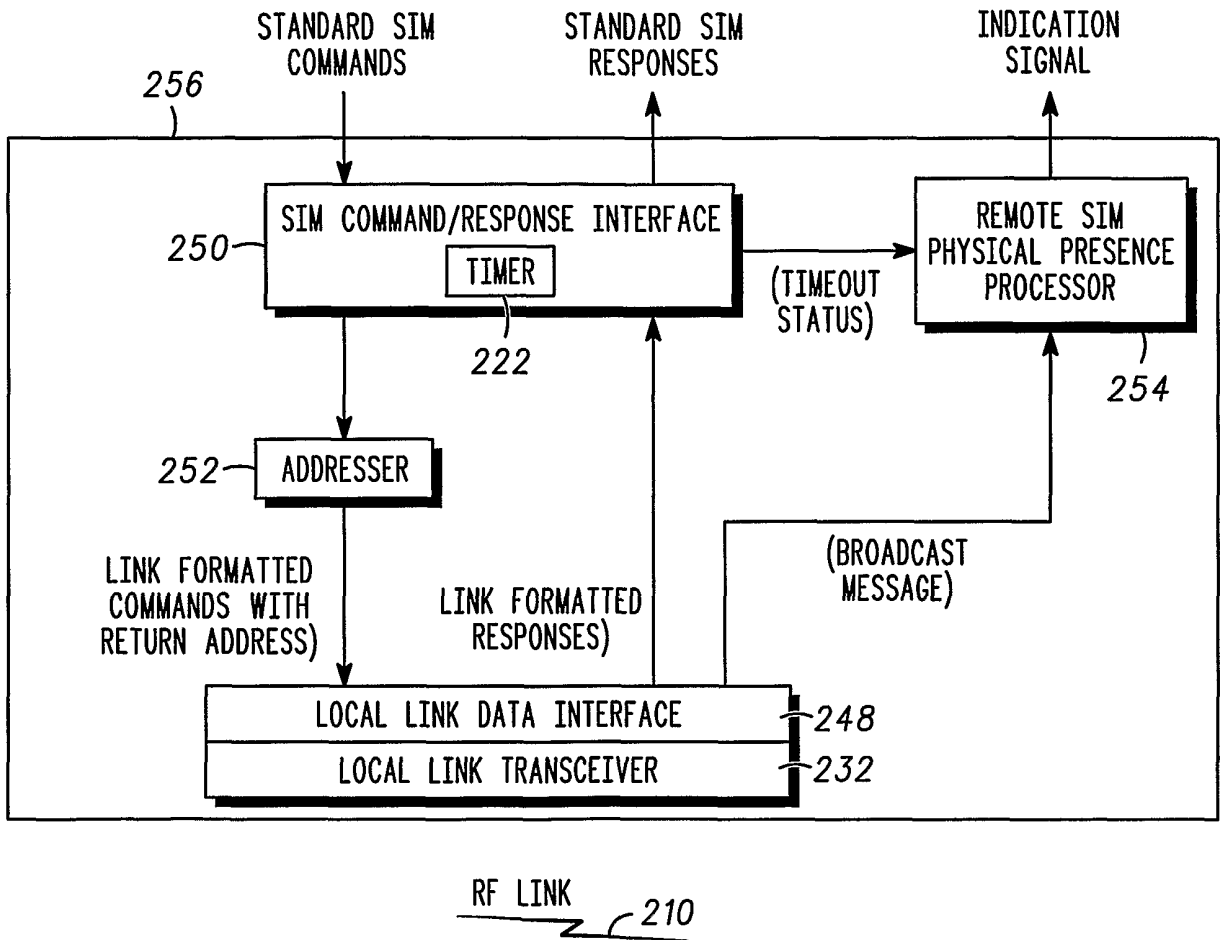 STANDARD SIM
COMMANDS
STANDARD SIM
RESPONSES
INDICATION
SIGNAL
256
SIM COMMAND/RESPONSE INTERFACE
TIMER
250
222
REMOTE SIM
PHYSICAL PRESENCE
PROCESSOR
(TIMEOUT
STATUS)
254
252
ADDRESSER
LINK FORMATTED
COMMANDS WITH
RETURN ADDRESS)
LINK FORMATTED
RESPONSES)
(BROADCAST
MESSAGE)
LOCAL LINK DATA INTERFACE
248
LOCAL LINK TRANSCEIVER
232
RF LINK
210